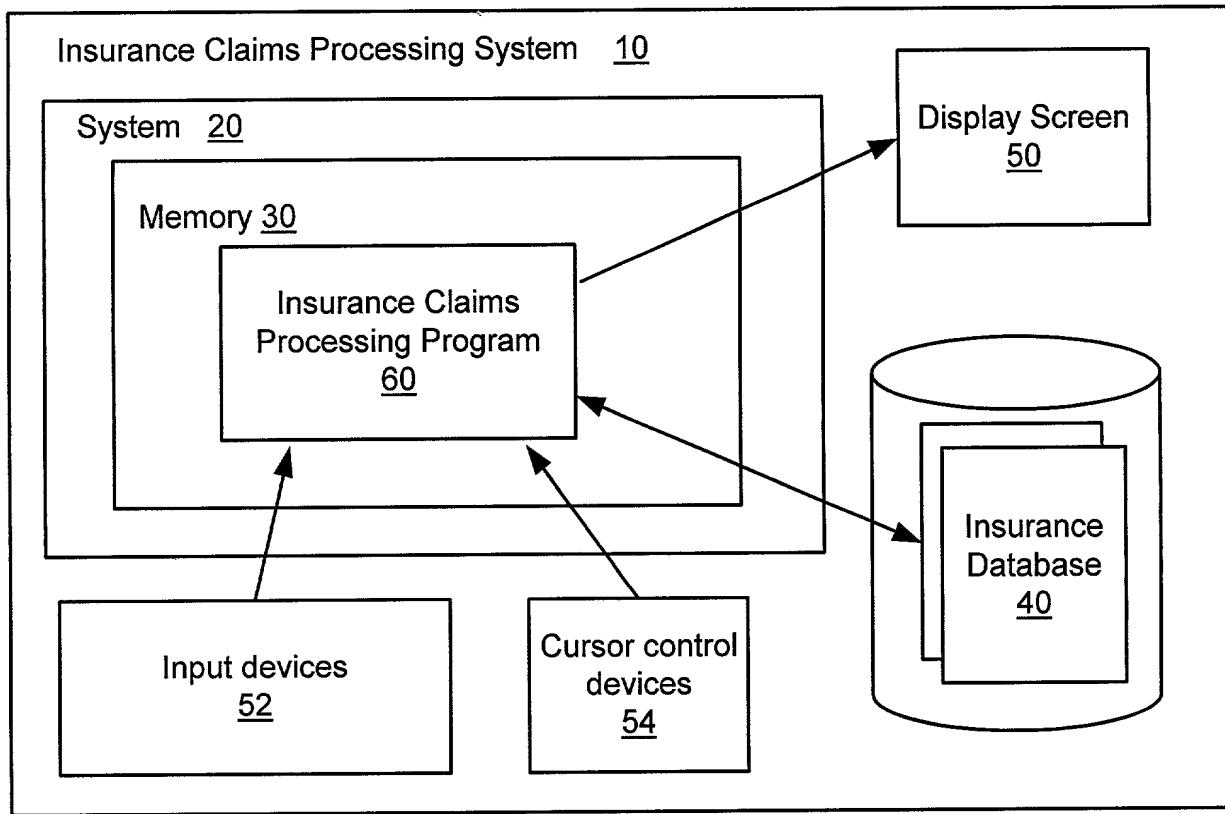 Insurance Claims Processing System 10
System 20
Memory 30
Insurance Claims
Processing Program
60
Display Screen
50
Insurance
Database
40
Input devices
52
Cursor control
devices
54